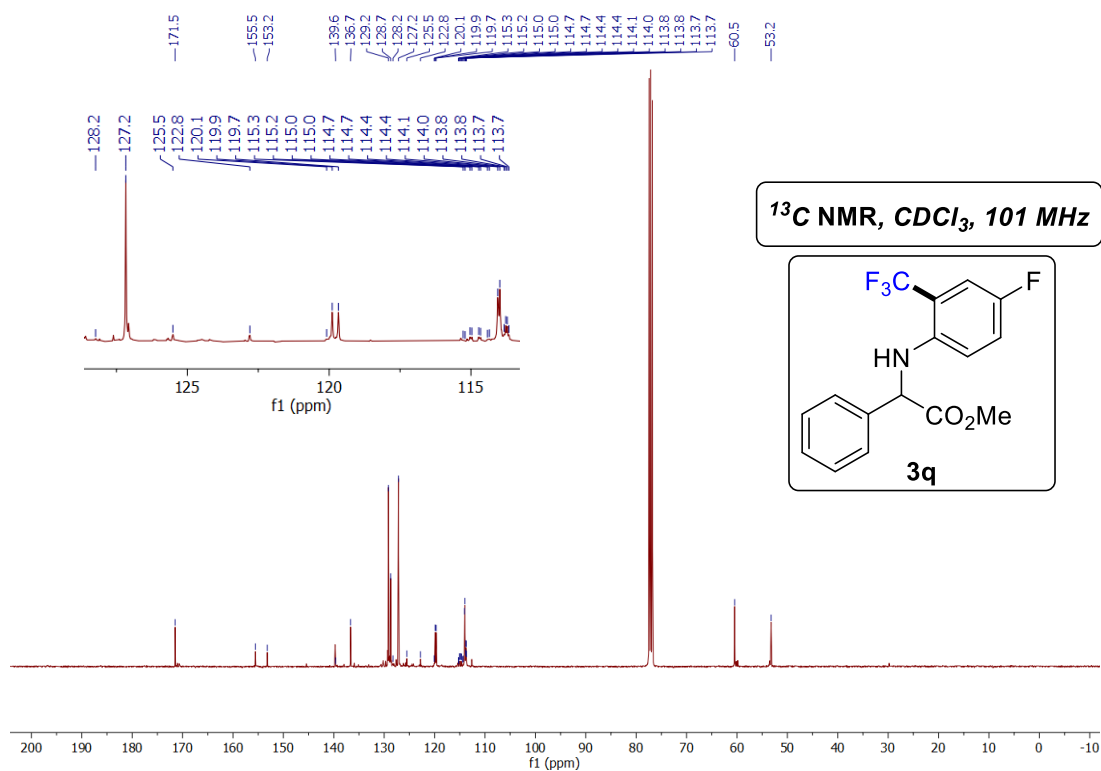 171.5 155.5 153.2 139.6 136.7 129.2 128.7 128.2 127.2 125.5 122.8 120.1 119.9 119.7 115.3 115.2 115.0 115.0 114.7 114.7 114.4 114.4 114.1 114.0 113.8 113.8 113.7 113.7 60.5 53.2
128.2 127.2 125.5 122.8 120.1 119.9 119.7 115.3 115.2 115.0 115.0 114.7 114.7 114.4 114.4 114.1 114.0 113.8 113.8 113.7 113.7
125 120 115
f1 (ppm)
¹³C NMR, CDCl₃, 101 MHz
F₃C F
HN
CO₂Me
3q
200 190 180 170 160 150 140 130 120 110 100 90 80 70 60 50 40 30 20 10 0 -10
f1 (ppm)